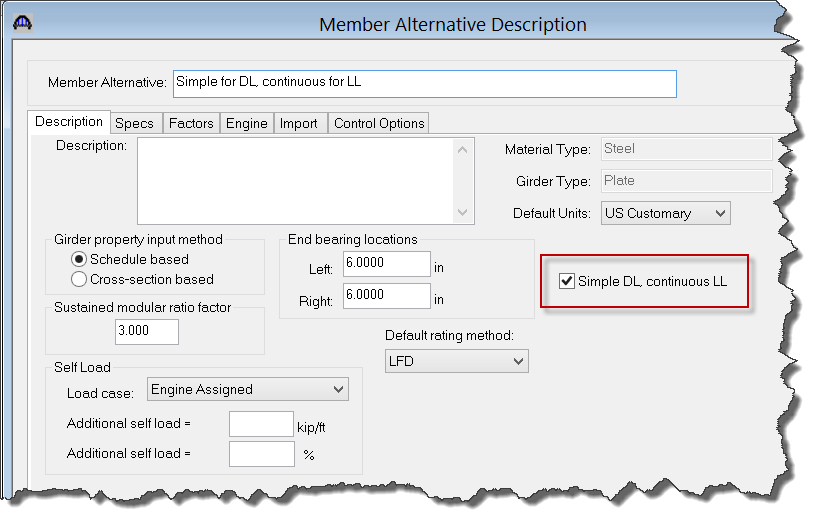 Member Alternative Description
Member Alternative: Simple for DL, continuous for LL
Description Specs Factors Engine Import Control Options
Description:
Material Type: Steel
Girder Type: Plate
Default Units: US Customary
Girder property input method
Schedule based
Cross-section based
End bearing locations
Left: 6.0000 in
Right: 6.0000 in
Simple DL, continuous LL
Sustained modular ratio factor
3.000
Default rating method:
LFD
Self Load
Load case: Engine Assigned
Additional self load = kip/ft
Additional self load = %